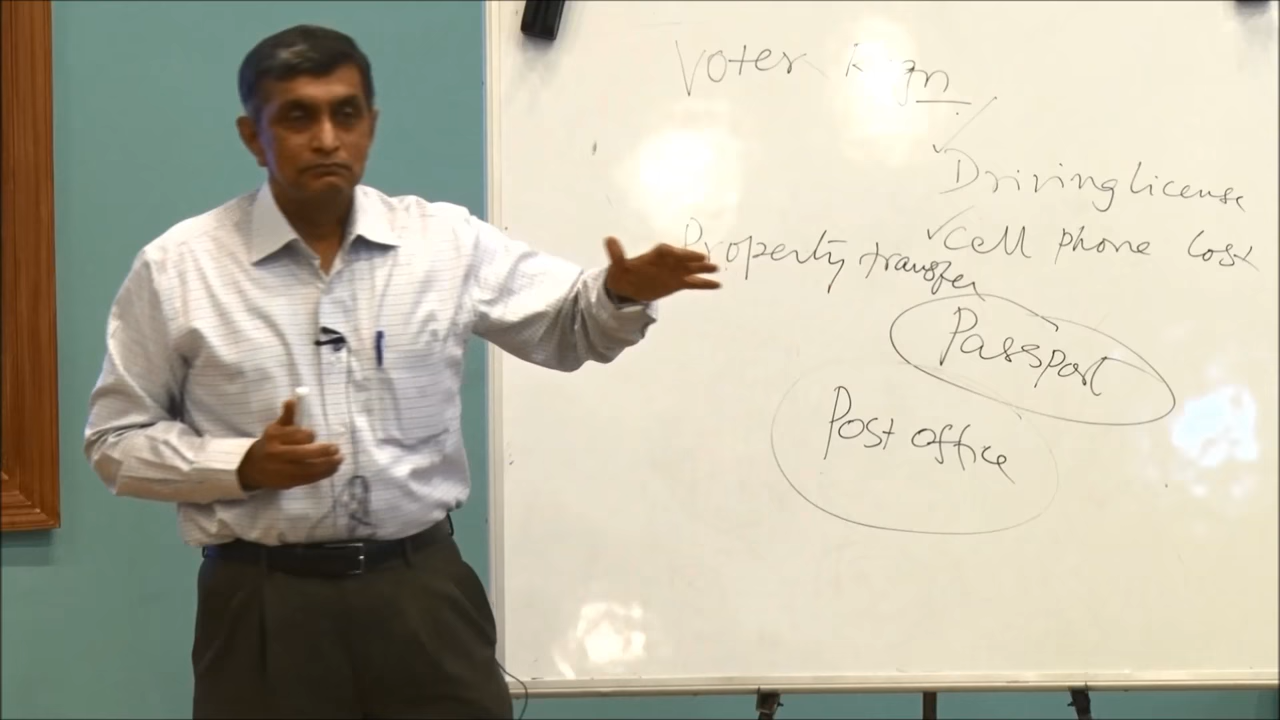 Voter Regn
Driving License
Cell phone Lost
Property transfer
Passport
Post office